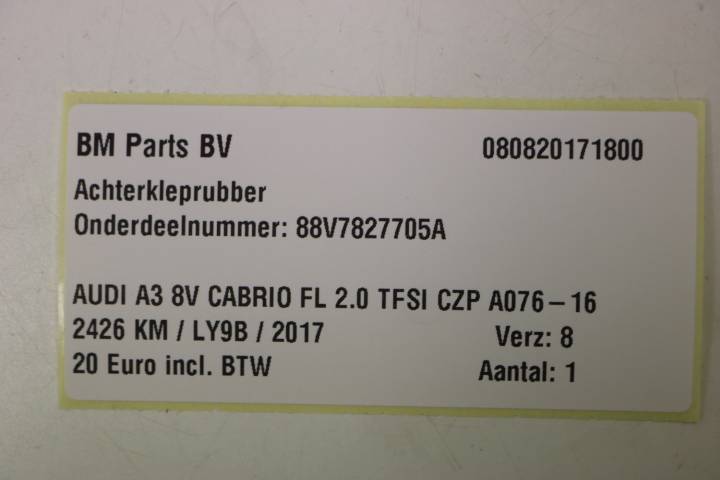 BM Parts BV 080820171800
Achterkleprubber
Onderdeelnummer: 88V7827705A
AUDI A3 8V CABRIO FL 2.0 TFSI CZP A076-16
2426 KM / LY9B / 2017 Verz: 8
20 Euro incl. BTW Aantal: 1